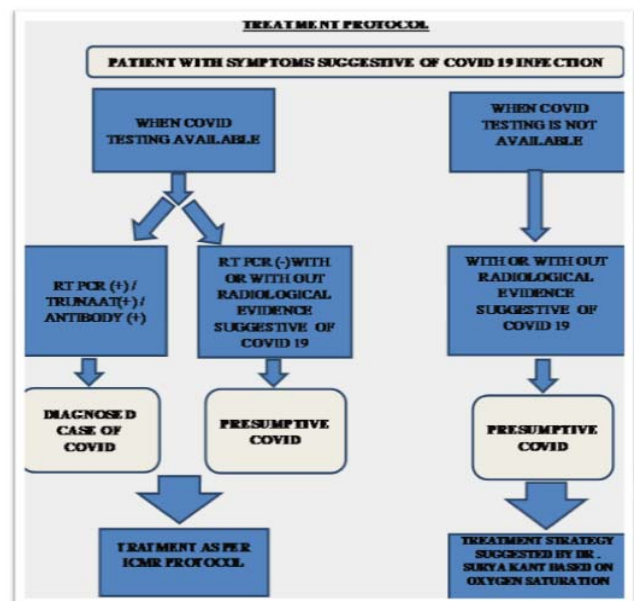 TREATMENT PROTOCOL
PATIENT WITH SYMPTOMS SUGGESTIVE OF COVID 19 INFECTION
WHEN COVID
TESTING AVAILABLE
WHEN COVID
TESTING IS NOT
AVAILABLE
RT PCR (+) /
TRUNAAT(+) /
ANTIBODY (+)
RT PCR (-) WITH
OR WITH OUT
RADIOLOGICAL
EVIDENCE
SUGGESTIVE OF
COVID 19
WITH OR WITH OUT
RADIOLOGICAL
EVIDENCE
SUGGESTIVE OF
COVID 19
DIAGNOSED
CASE OF
COVID
PRESUMPTIVE
COVID
PRESUMPTIVE
COVID
TRATMENT AS PER
ICMR PROTOCOL
TREATMENT STRATEGY
SUGGESTED BY DR .
SURYA KANT BASED ON
OXYGEN SATURATION